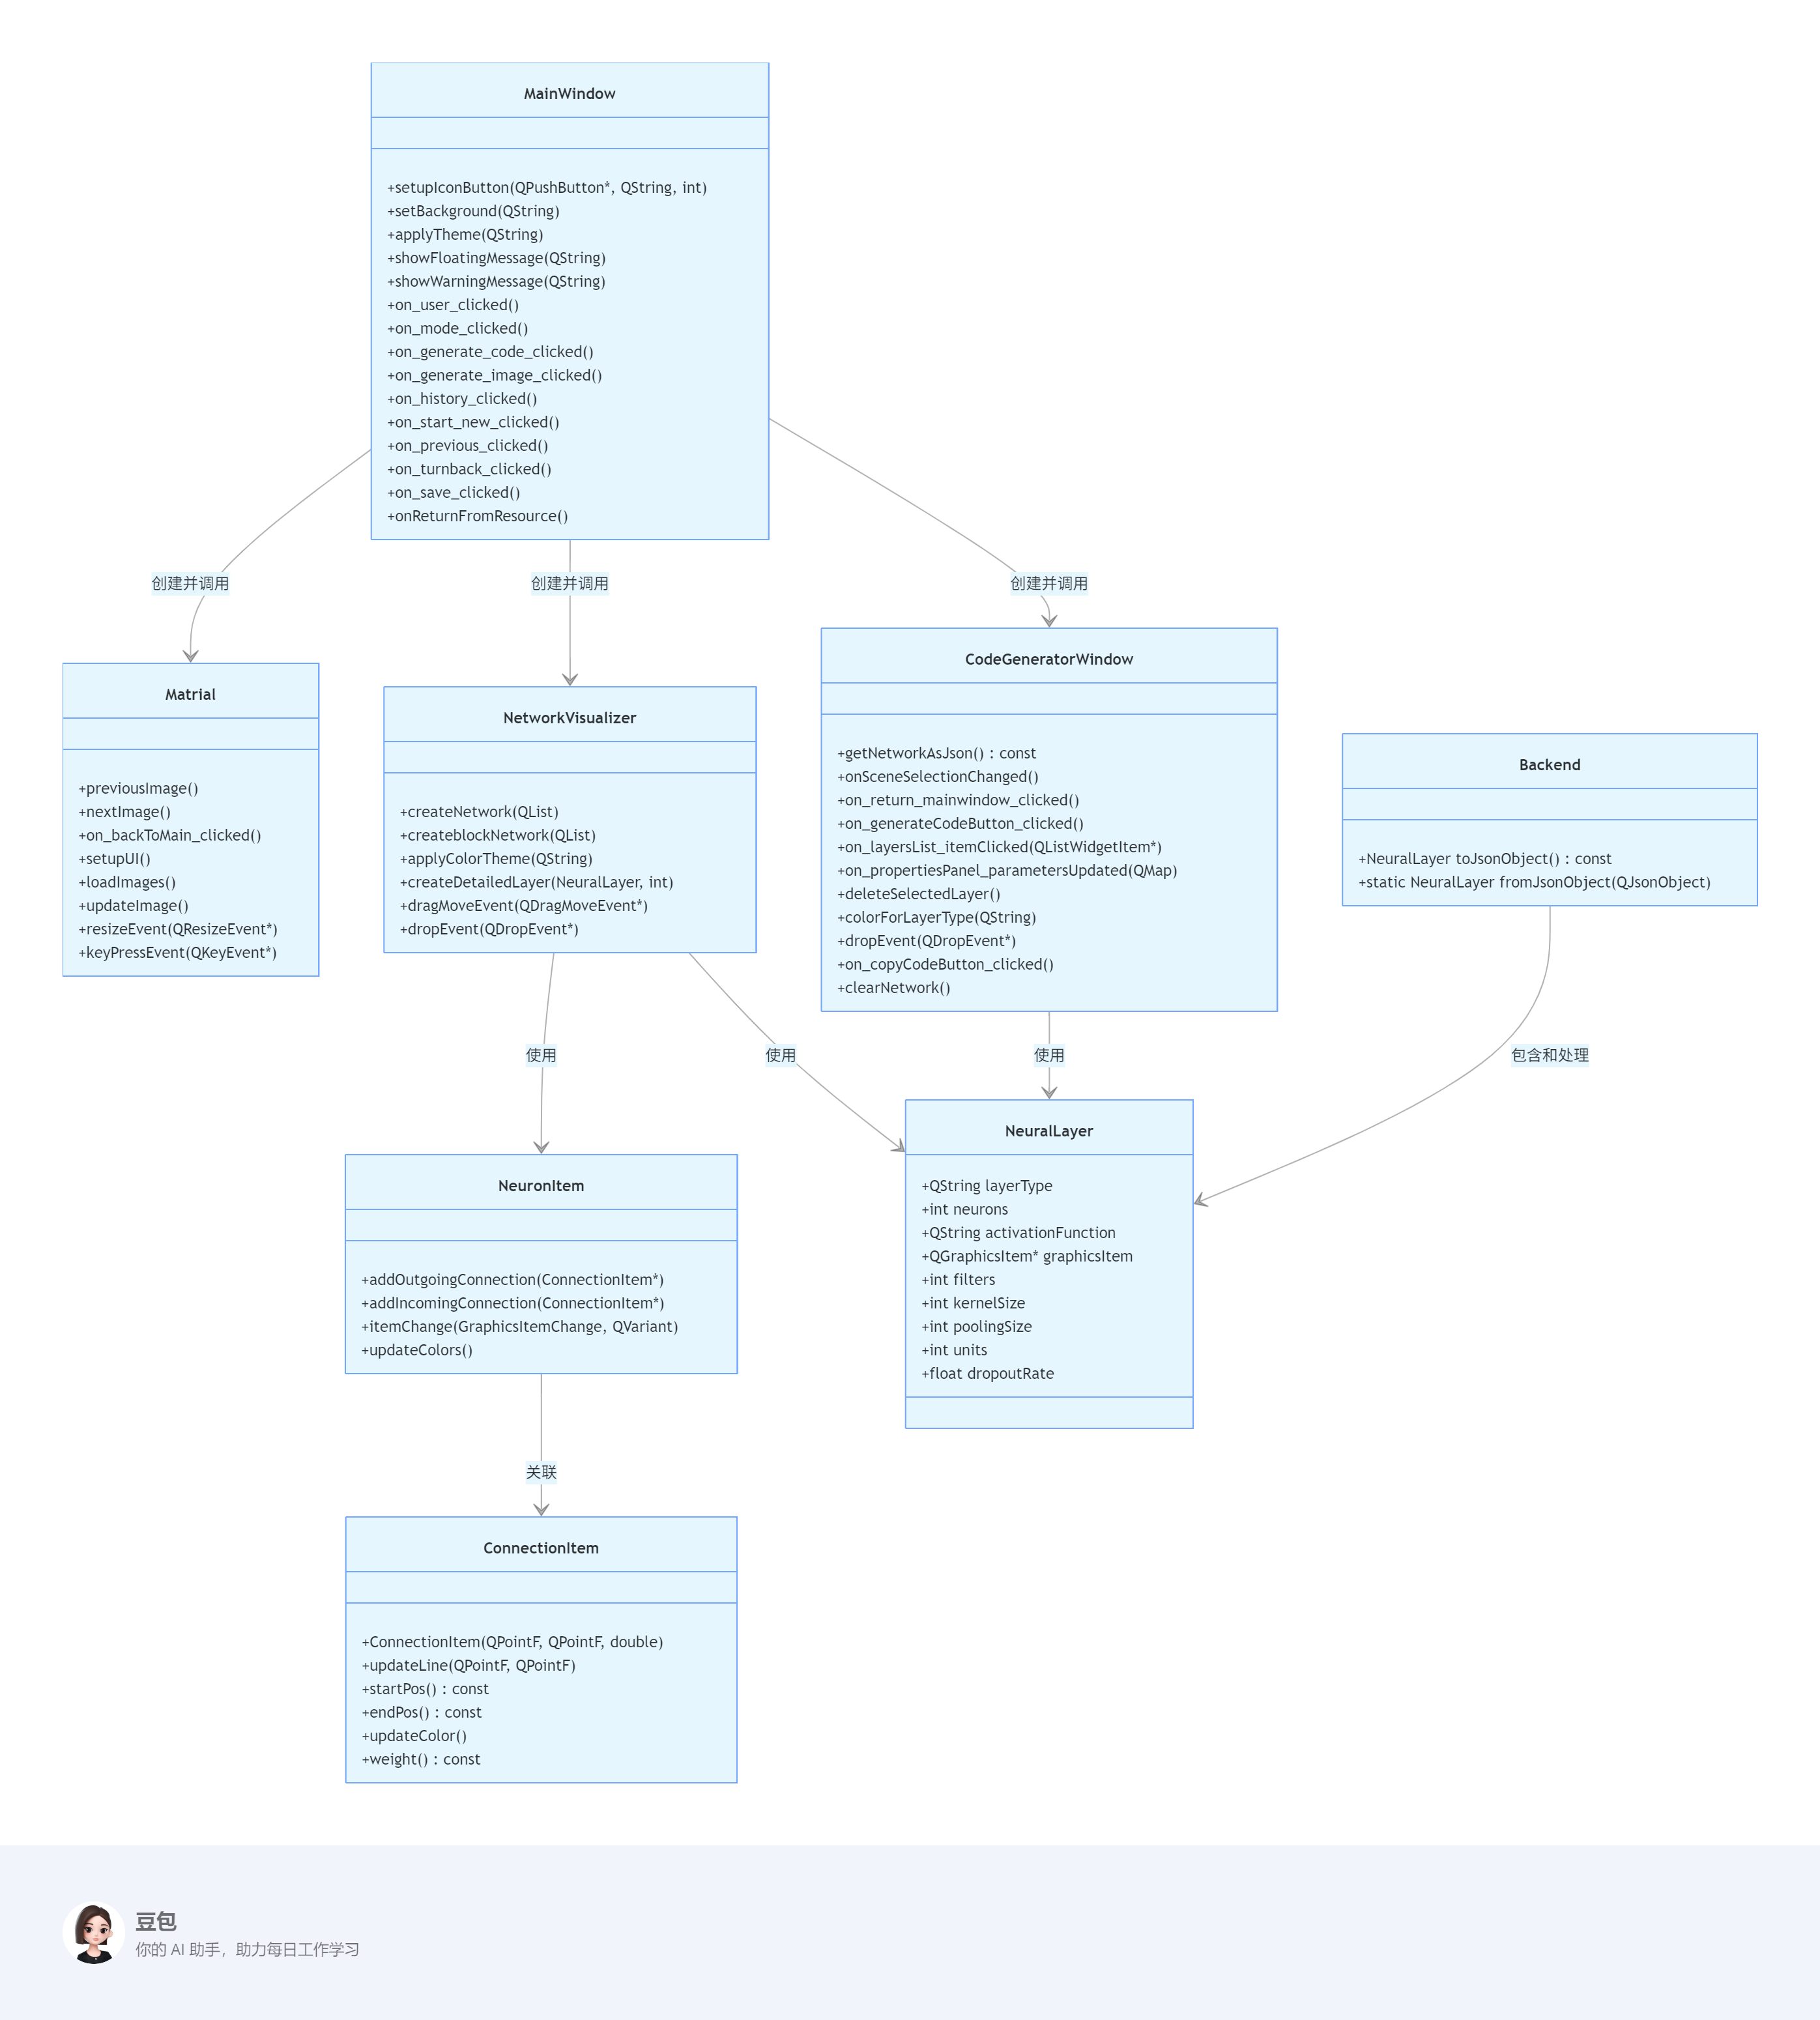 MainWindow
+setupIconButton(QPushButton*, QString, int)
+setBackground(QString)
+applyTheme(QString)
+showFloatingMessage(QString)
+showWarningMessage(QString)
+on_user_clicked()
+on_mode_clicked()
+on_generate_code_clicked()
+on_generate_image_clicked()
+on_history_clicked()
+on_start_new_clicked()
+on_previous_clicked()
+on_turnback_clicked()
+on_save_clicked()
+onReturnFromResource()
创建并调用
创建并调用
创建并调用
Matrial
+previousImage()
+nextImage()
+on_backToMain_clicked()
+setupUI()
+loadImages()
+updateImage()
+resizeEvent(QResizeEvent*)
+keyPressEvent(QKeyEvent*)
NetworkVisualizer
+createNetwork(QList)
+createblockNetwork(QList)
+applyColorTheme(QString)
+createDetailedLayer(NeuralLayer, int)
+dragMoveEvent(QDragMoveEvent*)
+dropEvent(QDropEvent*)
CodeGeneratorWindow
+getNetworkAsJson() : const
+onSceneSelectionChanged()
+on_return_mainwindow_clicked()
+on_generateCodeButton_clicked()
+on_layersList_itemClicked(QListWidgetItem*)
+on_propertiesPanel_parametersUpdated(QMap)
+deleteSelectedLayer()
+colorForLayerType(QString)
+dropEvent(QDropEvent*)
+on_copyCodeButton_clicked()
+clearNetwork()
Backend
+NeuralLayer toJsonObject() : const
+static NeuralLayer fromJsonObject(QJsonObject)
使用
使用
使用
包含和处理
NeuronItem
+addOutgoingConnection(ConnectionItem*)
+addIncomingConnection(ConnectionItem*)
+itemChange(GraphicsItemChange, QVariant)
+updateColors()
NeuralLayer
+QString layerType
+int neurons
+QString activationFunction
+QGraphicsItem* graphicsItem
+int filters
+int kernelSize
+int poolingSize
+int units
+float dropoutRate
关联
ConnectionItem
+ConnectionItem(QPointF, QPointF, double)
+updateLine(QPointF, QPointF)
+startPos() : const
+endPos() : const
+updateColor()
+weight() : const
豆包
你的 AI 助手，助力每日工作学习